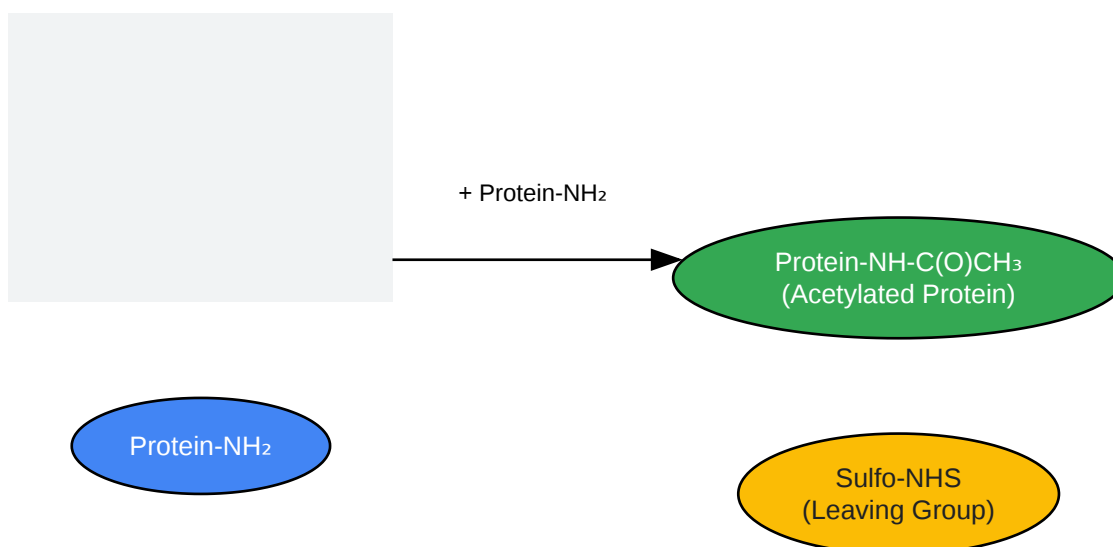 + Protein-NH₂
Protein-NH-C(O)CH₃
(Acetylated Protein)
Protein-NH₂
Sulfo-NHS
(Leaving Group)